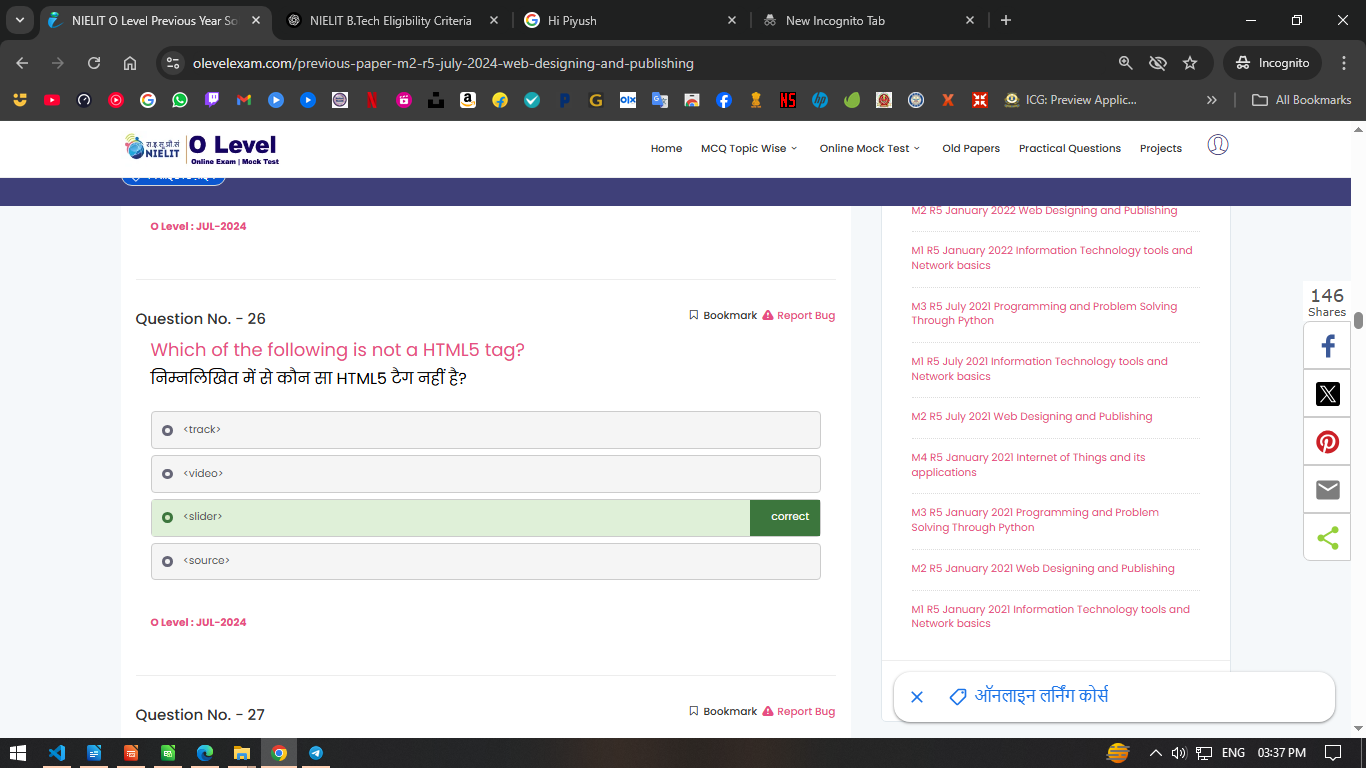 NIELIT O Level Previous Year So
NIELIT B.Tech Eligibility Criteria
Hi Piyush
New Incognito Tab
olevelexam.com/previous-paper-m2-r5-july-2024-web-designing-and-publishing
Incognito
ICG: Preview Applic...
All Bookmarks
रा.इ.सू.प्रौ.सं
NIELIT
O Level
Online Exam | Mock Test
Home
MCQ Topic Wise
Online Mock Test
Old Papers
Practical Questions
Projects
O Level : JUL-2024
Question No. - 26
Bookmark
Report Bug
Which of the following is not a HTML5 tag?
निम्नलिखित में से कौन सा HTML5 टैग नहीं है?
<track>
<video>
<slider>
correct
<source>
O Level : JUL-2024
Question No. - 27
Bookmark
Report Bug
M2 R5 January 2022 Web Designing and Publishing
M1 R5 January 2022 Information Technology tools and
Network basics
M3 R5 July 2021 Programming and Problem Solving
Through Python
M1 R5 July 2021 Information Technology tools and
Network basics
M2 R5 July 2021 Web Designing and Publishing
M4 R5 January 2021 Internet of Things and its
applications
M3 R5 January 2021 Programming and Problem
Solving Through Python
M2 R5 January 2021 Web Designing and Publishing
M1 R5 January 2021 Information Technology tools and
Network basics
146
Shares
ऑनलाइन लर्निंग कोर्स
ENG
03:37 PM